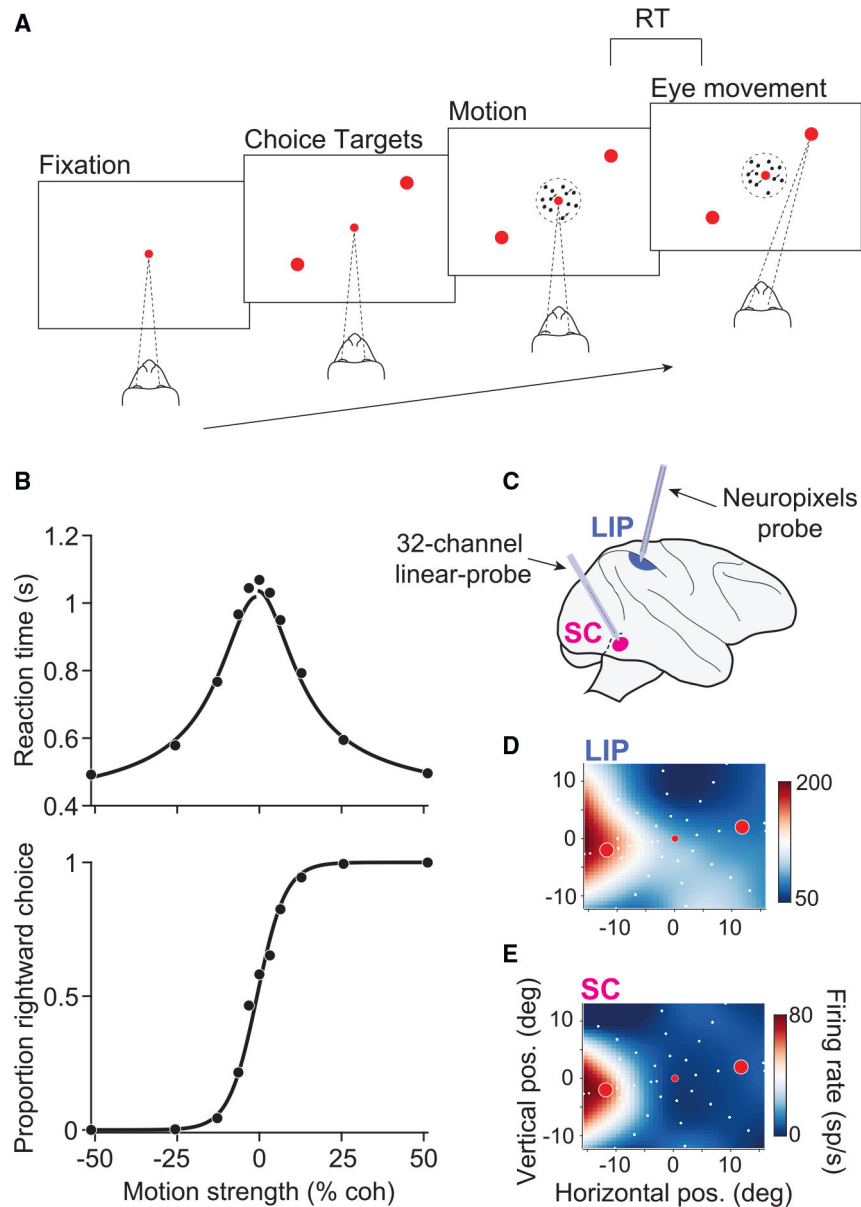 A
RT
Eye movement
Motion
Choice Targets
Fixation
B
1.2
1
0.8
0.6
0.4
Reaction time (s)
1
0.5
0
Proportion rightward choice
-50
-25
0
25
50
Motion strength (% coh)
C
Neuropixels
probe
LIP
32-channel
linear-probe
SC
D
LIP
10
0
-10
-10
0
10
200
50
E
SC
10
0
-10
-10
0
10
80
0
Firing rate (sp/s)
Vertical pos. (deg)
Horizontal pos. (deg)